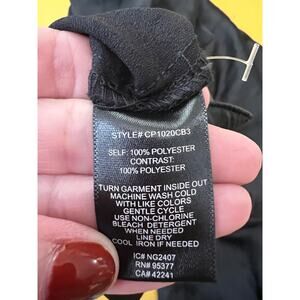 STYLE# CP1020CB3
SELF: 100% POLYESTER
CONTRAST:
100% POLYESTER
TURN GARMENT INSIDE OUT
MACHINE WASH COLD
WITH LIKE COLORS
GENTLE CYCLE
USE NON-CHLORINE
BLEACH DETERGENT
WHEN NEEDED
LINE DRY
COOL IRON IF NEEDED
IC# NG2407
RN# 95377
CA# 42241